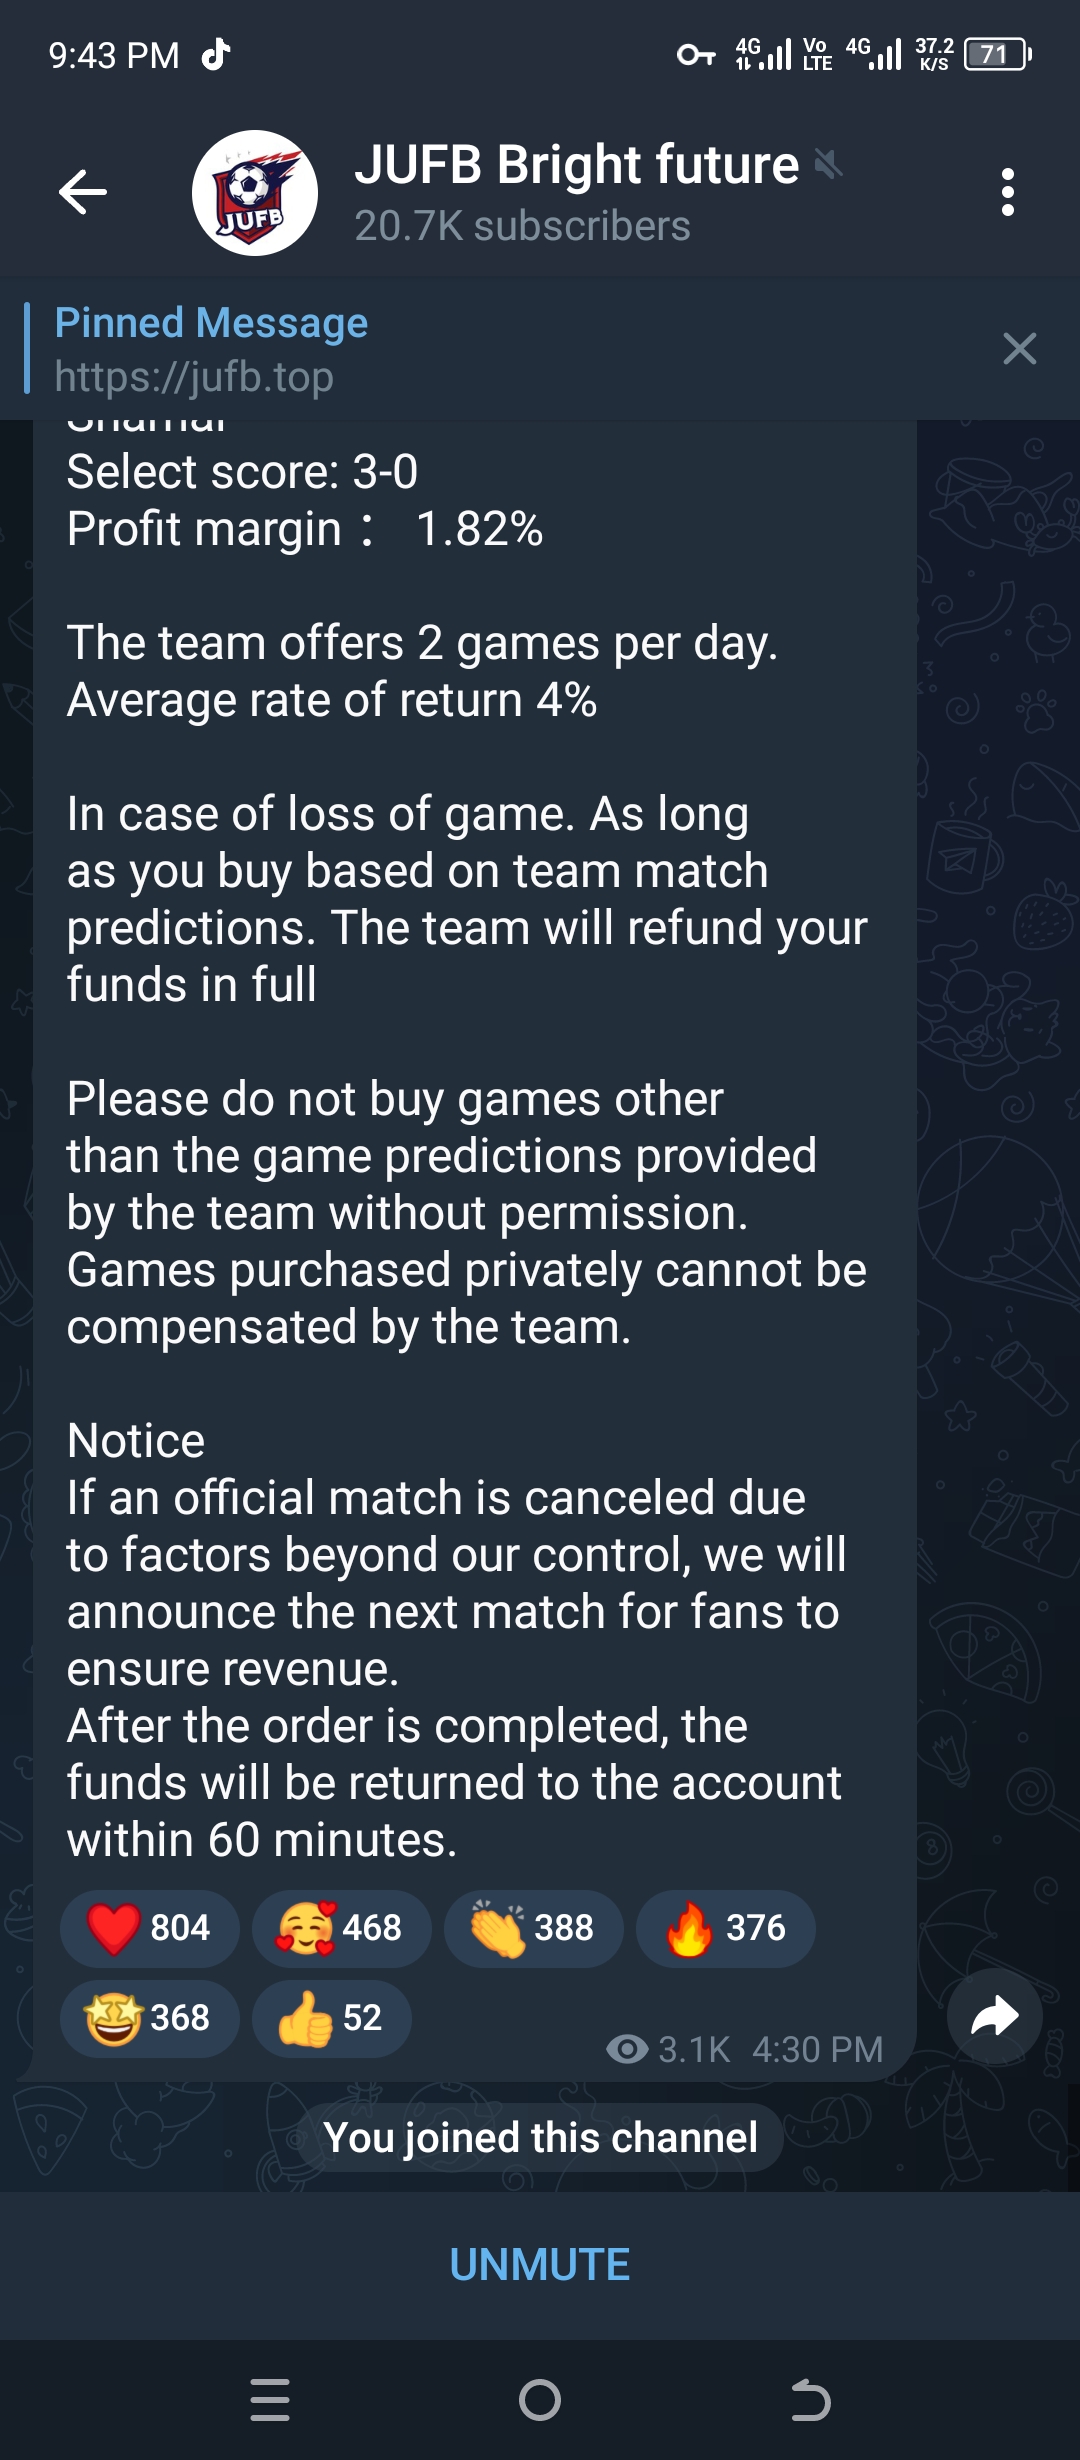 9:43 PM
4G
Vo
LTE
4G
37.2
K/S
71
JUFB
JUFB Bright future
20.7K subscribers
Pinned Message
https://jufb.top
Select score: 3-0
Profit margin： 1.82%
The team offers 2 games per day.
Average rate of return 4%
In case of loss of game. As long
as you buy based on team match
predictions. The team will refund your
funds in full
Please do not buy games other
than the game predictions provided
by the team without permission.
Games purchased privately cannot be
compensated by the team.
Notice
If an official match is canceled due
to factors beyond our control, we will
announce the next match for fans to
ensure revenue.
After the order is completed, the
funds will be returned to the account
within 60 minutes.
804
468
388
376
368
52
3.1K 4:30 PM
You joined this channel
UNMUTE